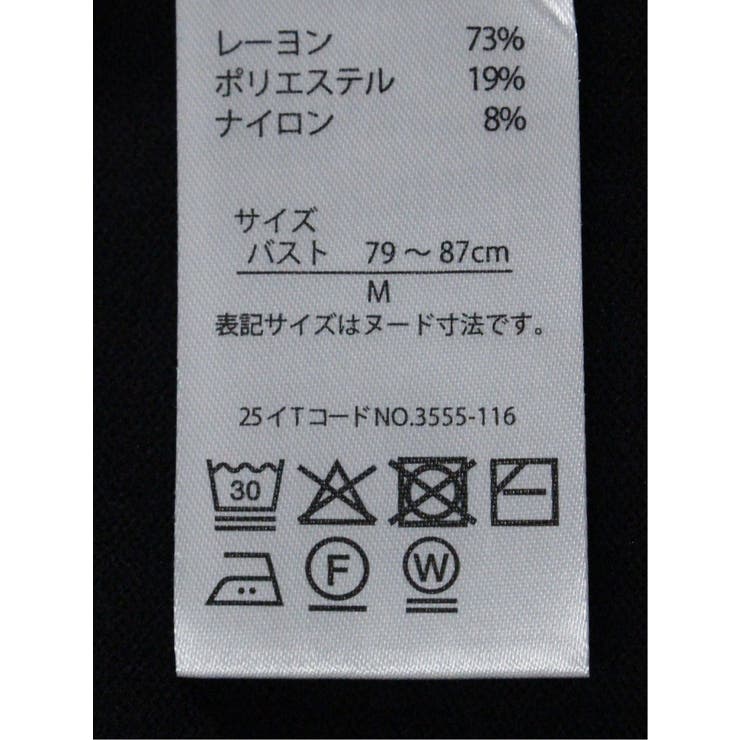 レーヨン 73%
ポリエステル 19%
ナイロン 8%
サイズ
バスト 79～87cm
M
表記サイズはヌード寸法です。
25イTコードNO.3555-116
30
F W